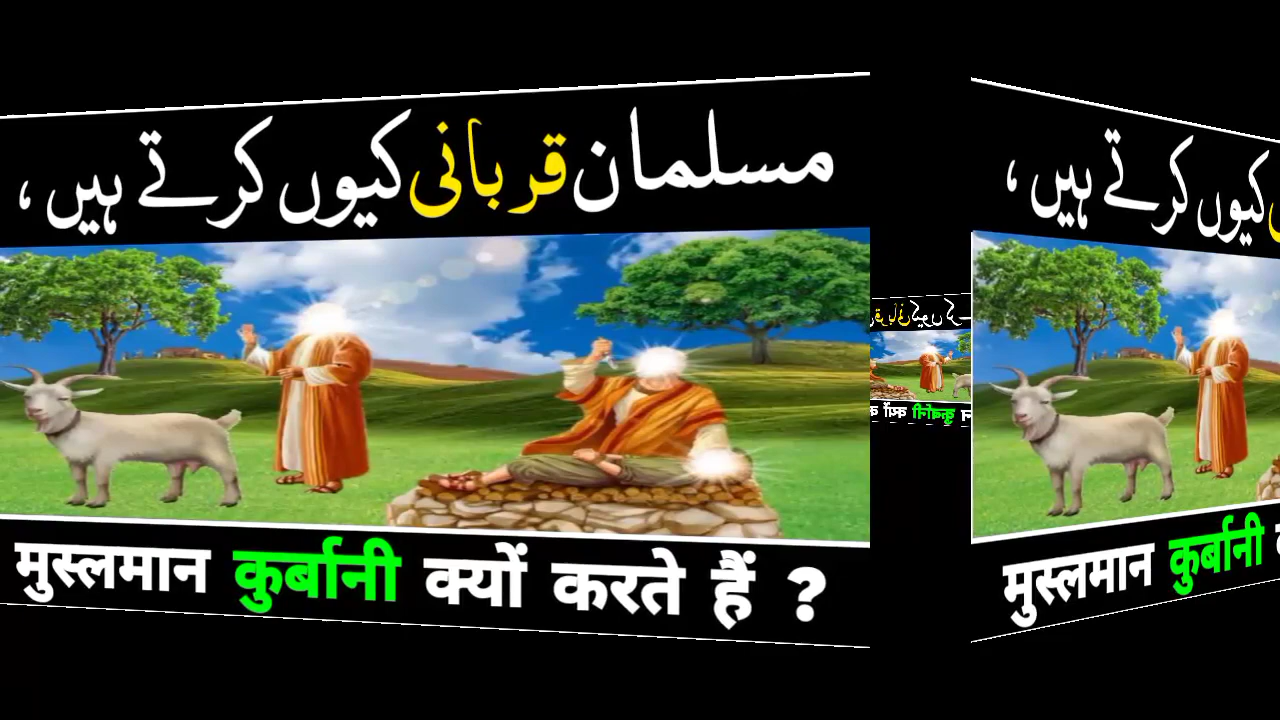 مسلمان قربانی کیوں کرتے ہیں ،
मुस्लमान कुर्बानी क्यों करते हैं ?
کیوں کرتے ہیں ،
मुस्लमान कुर्बानी